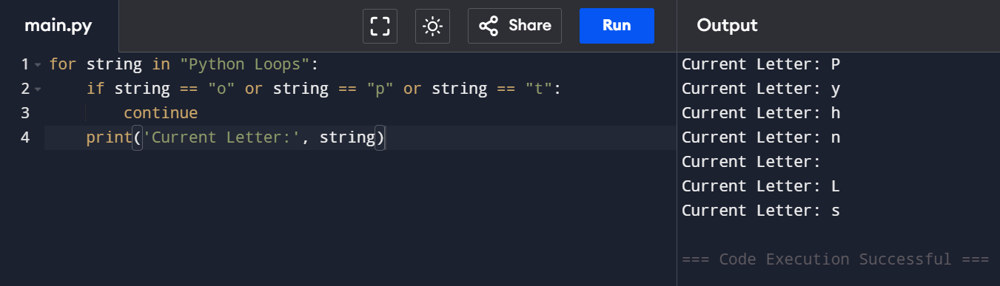 main.py
Share
Run
Output
1 for string in "Python Loops":
2     if string == "o" or string == "p" or string == "t":
3         continue
4     print('Current Letter:', string)
Current Letter: P
Current Letter: y
Current Letter: h
Current Letter: n
Current Letter:
Current Letter: L
Current Letter: s
=== Code Execution Successful ===